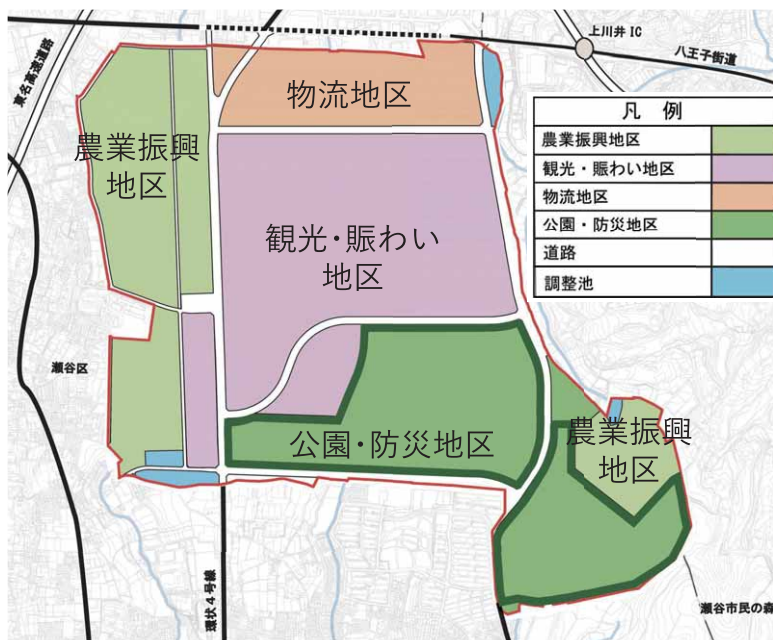 上川井 IC
八王子街道
東名高速道路
物流地区
農業振興
地区
凡 例
農業振興地区
観光・賑わい地区
物流地区
公園・防災地区
道路
調整池
観光・賑わい
地区
瀬谷区
公園・防災地区
農業振興
地区
環状4号線
瀬谷市民の森